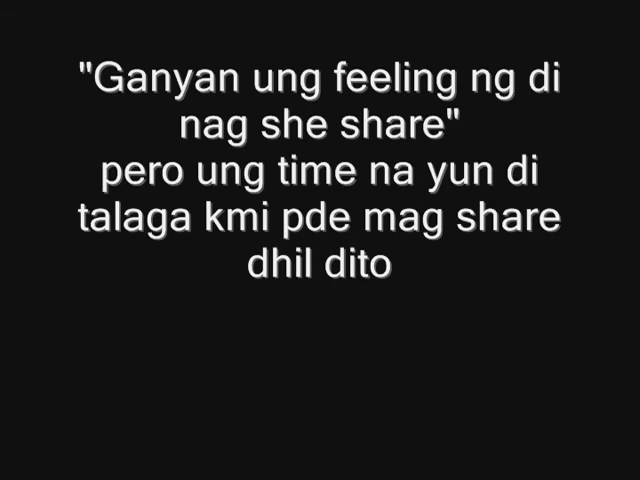 "Ganyan ung feeling ng di
nag she share"
pero ung time na yun di
talaga kmi pde mag share
dhil dito